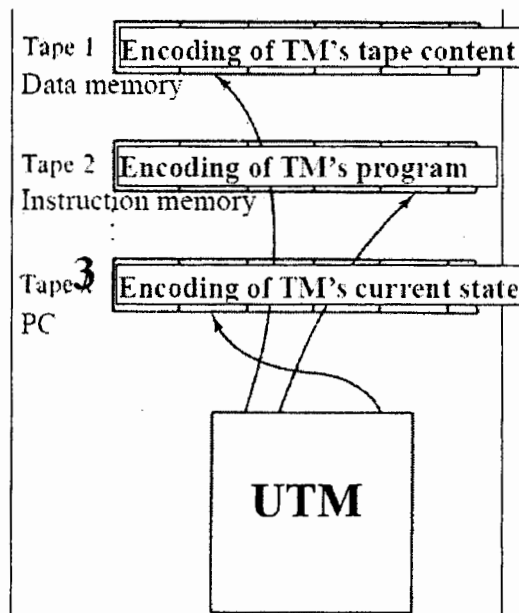 Tape 1 Encoding of TM's tape content
Data memory
Tape 2 Encoding of TM's program
Instruction memory
Tape 3 Encoding of TM's current state
PC
UTM